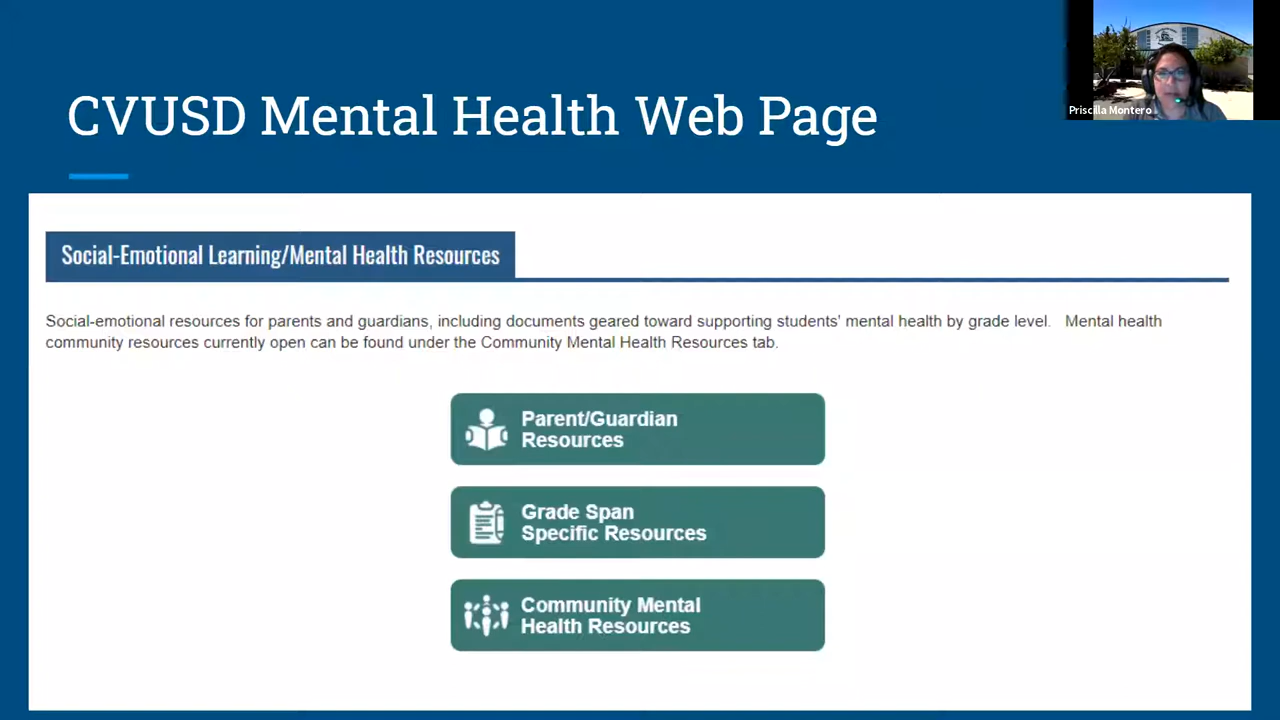 CVUSD Mental Health Web Page
Priscilla Montero
Social-Emotional Learning/Mental Health Resources
Social-emotional resources for parents and guardians, including documents geared toward supporting students' mental health by grade level. Mental health
community resources currently open can be found under the Community Mental Health Resources tab.
Parent/Guardian
Resources
Grade Span
Specific Resources
Community Mental
Health Resources